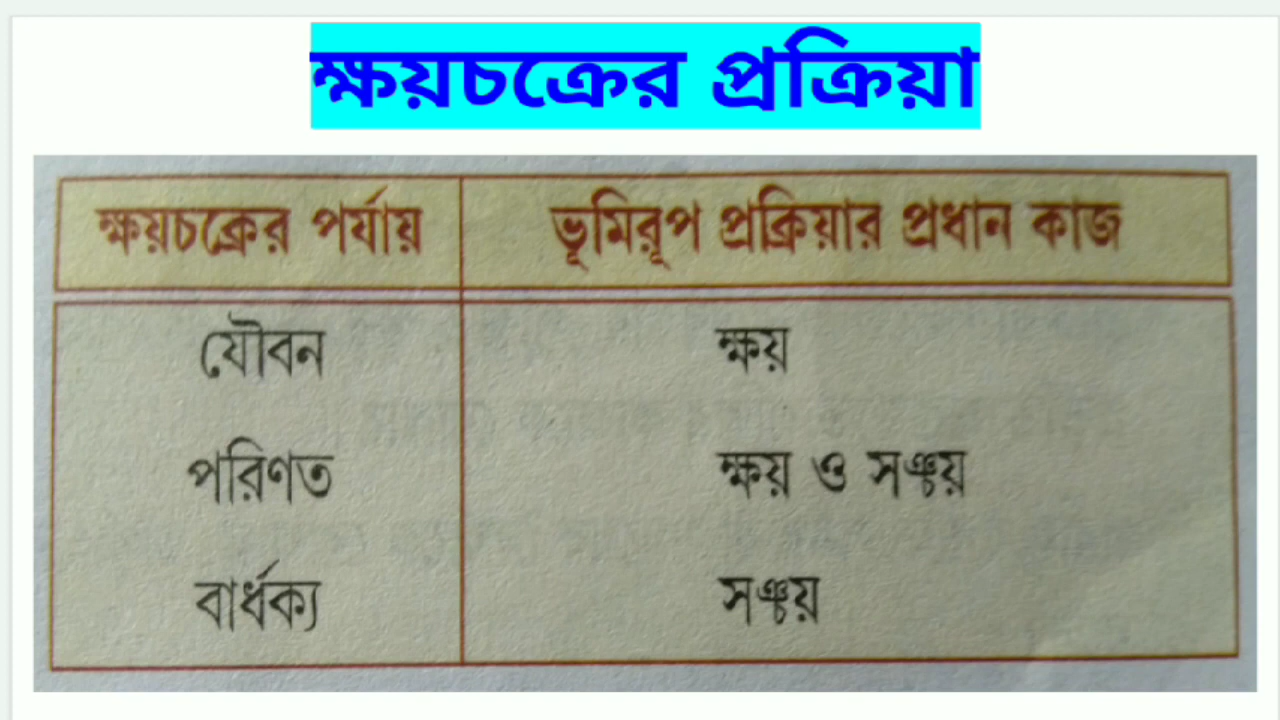 ক্ষয়চক্রের প্রক্রিয়া
ক্ষয়চক্রের পর্যায় ভূমিরূপ প্রক্রিয়ার প্রধান কাজ
যৌবন ক্ষয়
পরিণত ক্ষয় ও সঞ্চয়
বার্ধক্য সঞ্চয়